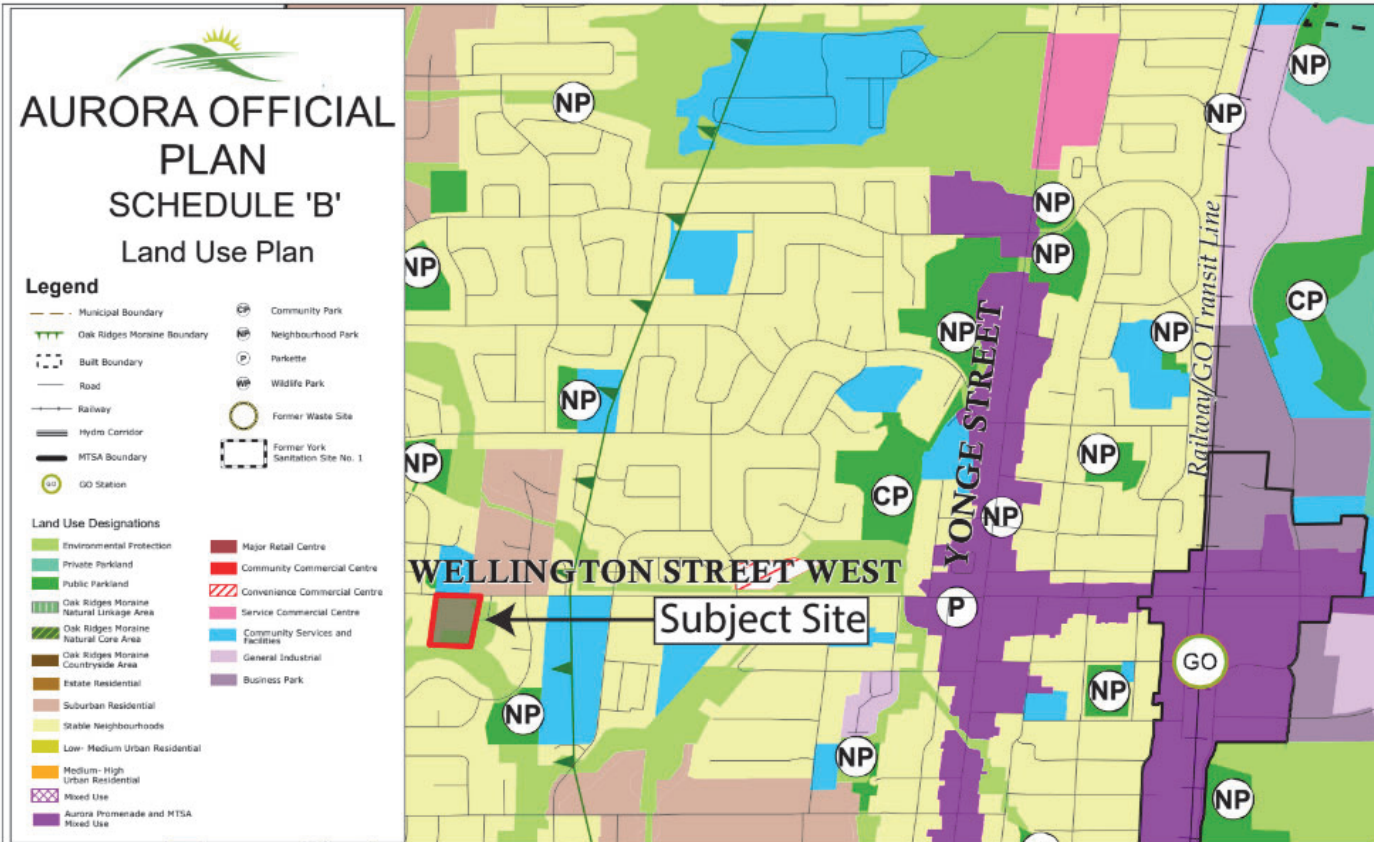 AURORA OFFICIAL
PLAN
SCHEDULE 'B'
Land Use Plan
Legend
Municipal Boundary
Oak Ridges Moraine Boundary
Built Boundary
Road
Railway
Hydro Corridor
MTSA Boundary
GO
GO Station
CP
Community Park
NP
Neighbourhood Park
P
Parkette
WP
Wildlife Park
Former Waste Site
Former York
Sanitation Site No. 1
Land Use Designations
Environmental Protection
Private Parkland
Public Parkland
Oak Ridges Moraine
Natural Linkage Area
Oak Ridges Moraine
Natural Core Area
Oak Ridges Moraine
Countryside Area
Estate Residential
Suburban Residential
Stable Neighbourhoods
Low- Medium Urban Residential
Medium- High
Urban Residential
Mixed Use
Aurora Promenade and MTSA
Mixed Use
Major Retail Centre
Community Commercial Centre
Convenience Commercial Centre
Service Commercial Centre
Community Services and
Facilities
General Industrial
Business Park
NP
NP
NP
NP
NP
NP
CP
NP
NP
NP
NP
NP
NP
CP
NP
NP
P
GO
NP
NP
NP
NP
YONGE STREET
Railway/GO Transit Line
WELLINGTON STREET WEST
Subject Site